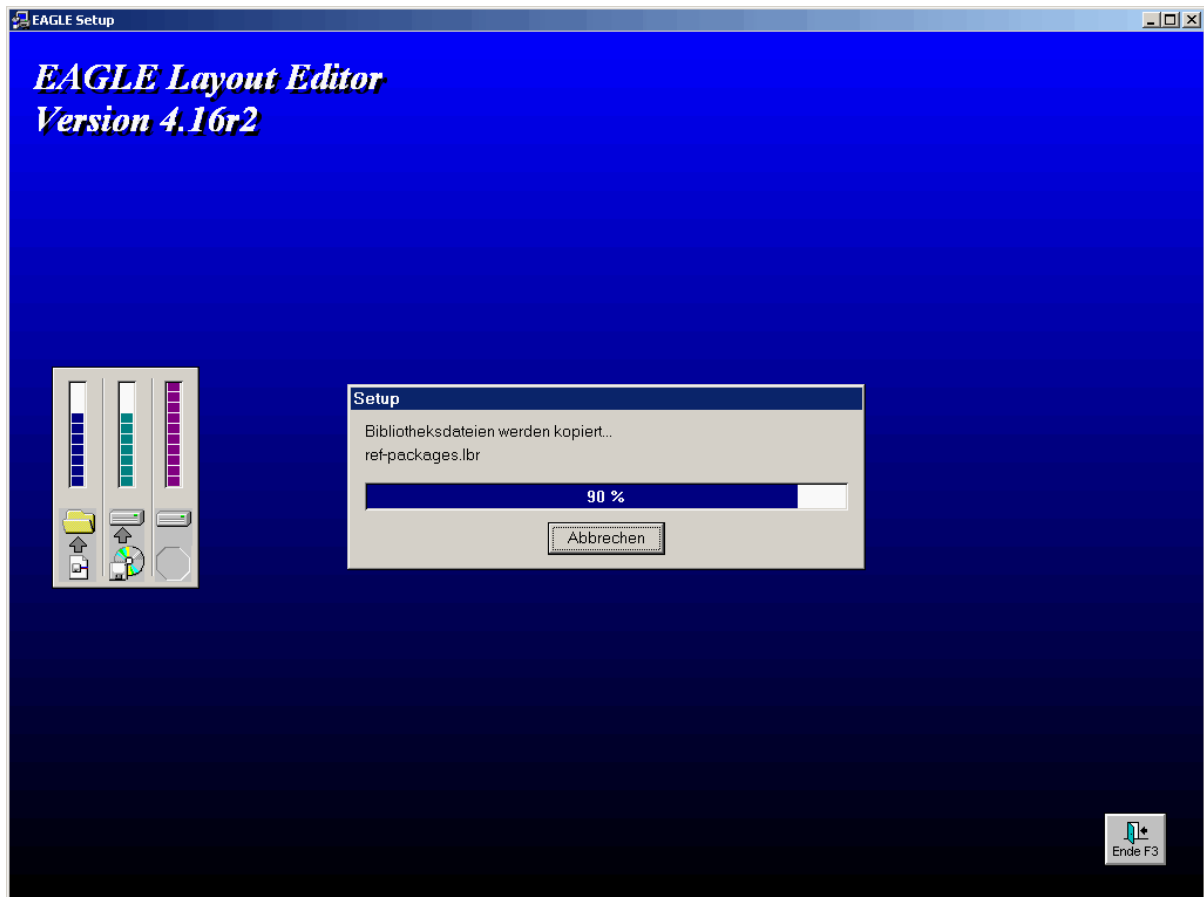 EAGLE Setup
EAGLE Layout Editor
Version 4.16r2
Setup
Bibliotheksdateien werden kopiert...
ref-packages.lbr
90 %
Abbrechen
Ende F3